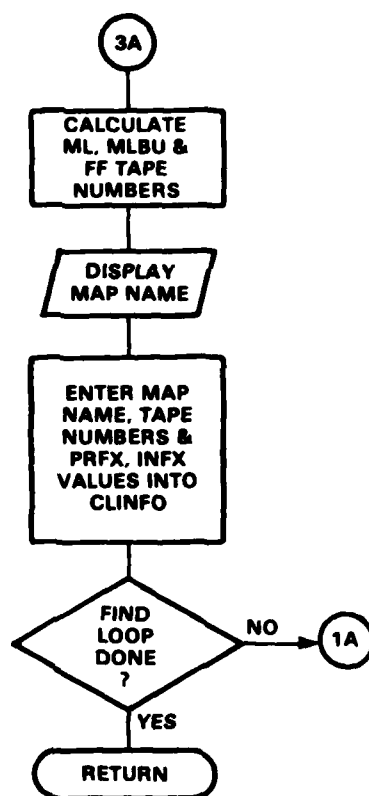 3A
CALCULATE
ML, MLBU &
FF TAPE
NUMBERS
DISPLAY
MAP NAME
ENTER MAP
NAME, TAPE
NUMBERS &
PRFX, INFX
VALUES INTO
CLINFO
FIND
LOOP
DONE
?
NO
1A
YES
RETURN